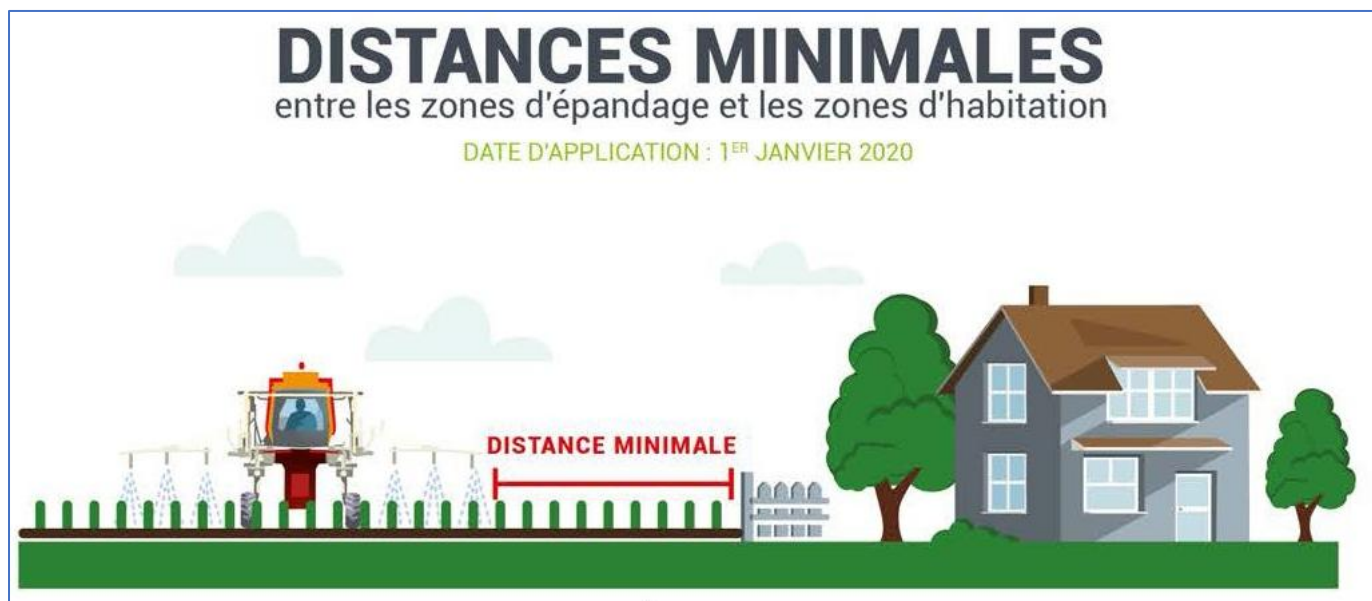 DISTANCES MINIMALES
entre les zones d'épandage et les zones d'habitation
DATE D'APPLICATION : 1ER JANVIER 2020
DISTANCE MINIMALE